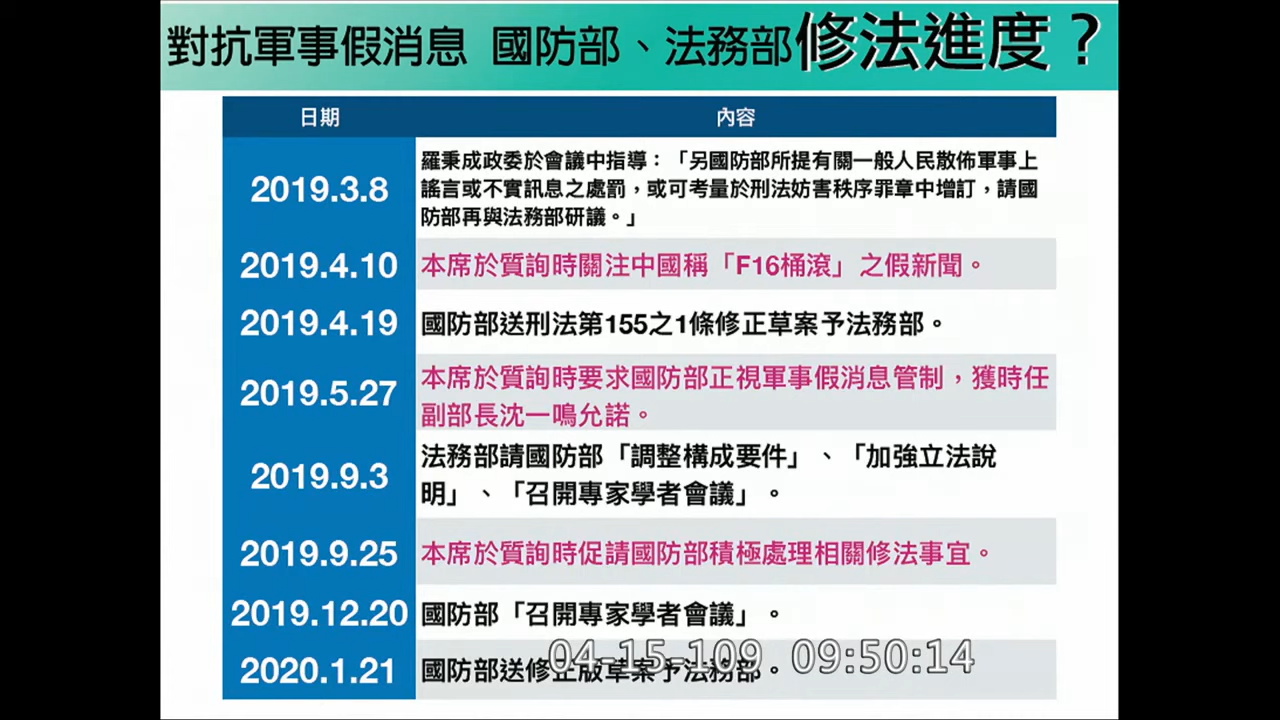 對抗軍事假消息 國防部、法務部修法進度？
日期 內容
2019.3.8
羅秉成政委於會議中指導：「另國防部所提有關一般人民散佈軍事上
謠言或不實訊息之處罰，或可考量於刑法妨害秩序罪章中增訂，請國
防部再與法務部研議。」
2019.4.10 本席於質詢時關注中國稱「F16桶滾」之假新聞。
2019.4.19 國防部送刑法第155之1條修正草案予法務部。
2019.5.27
本席於質詢時要求國防部正視軍事假消息管制，獲時任
副部長沈一鳴允諾。
2019.9.3
法務部請國防部「調整構成要件」、「加強立法說
明」、「召開專家學者會議」。
2019.9.25 本席於質詢時促請國防部積極處理相關修法事宜。
2019.12.20 國防部「召開專家學者會議」。
2020.1.21 國防部送修正版草案予法務部。
04-15-109 09:50:14